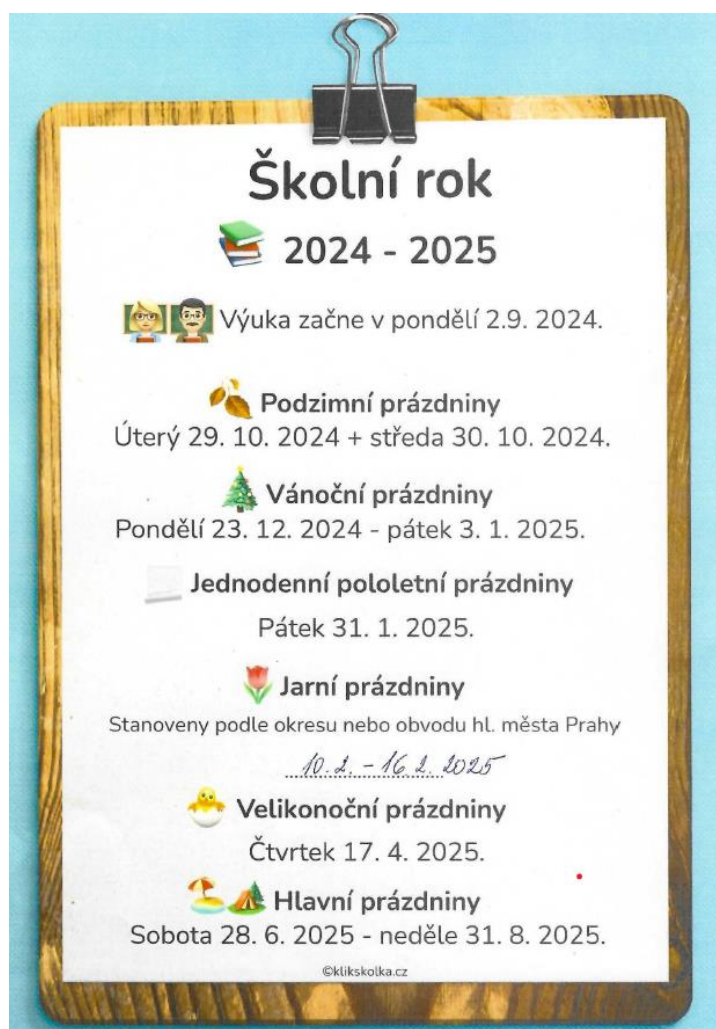 Školní rok
2024 - 2025
Výuka začne v pondělí 2.9. 2024.
Podzimní prázdniny
Úterý 29. 10. 2024 + středa 30. 10. 2024.
Vánoční prázdniny
Pondělí 23. 12. 2024 - pátek 3. 1. 2025.
Jednodenní pololetní prázdniny
Pátek 31. 1. 2025.
Jarní prázdniny
Stanoveny podle okresu nebo obvodu hl. města Prahy
10. 2. - 16. 2. 2025
Velikonoční prázdniny
Čtvrtek 17. 4. 2025.
Hlavní prázdniny
Sobota 28. 6. 2025 - neděle 31. 8. 2025.
©klikskolka.cz